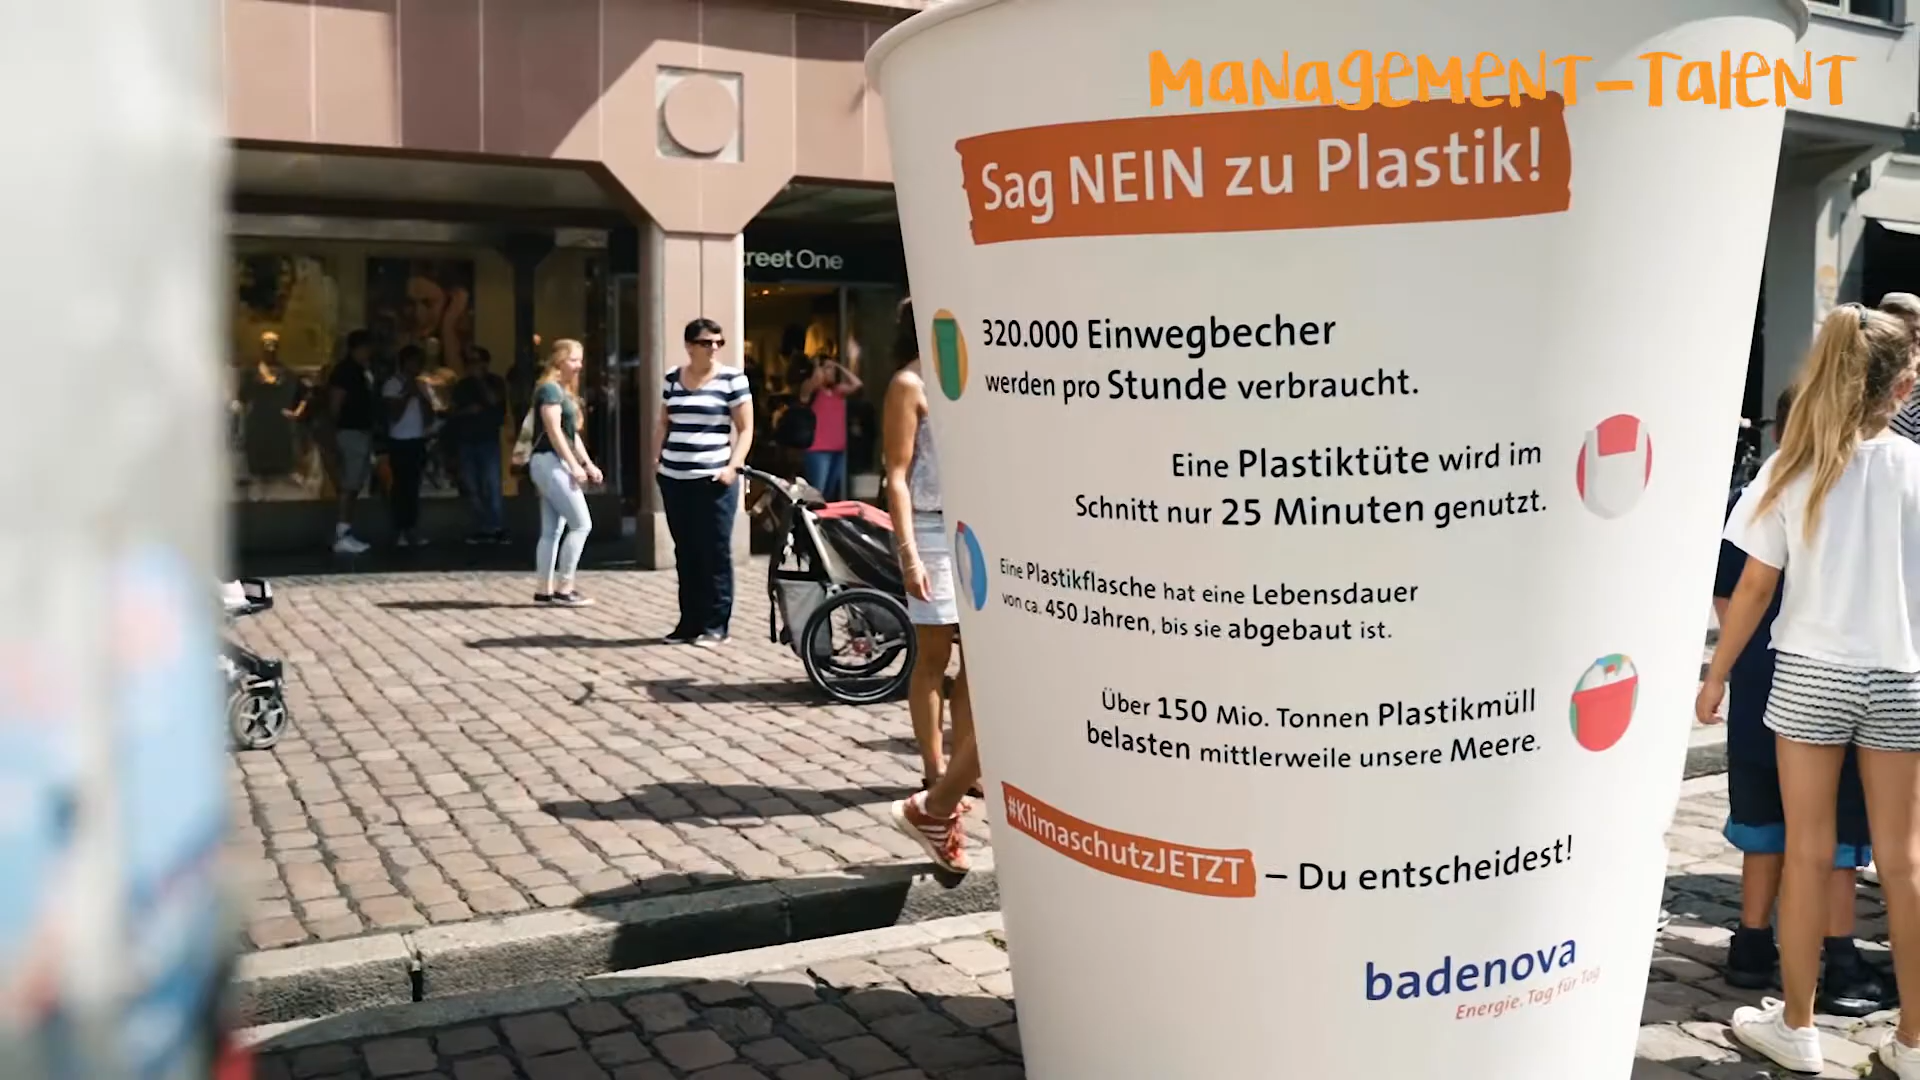 Management-Talent
Sag NEIN zu Plastik!
treet One
320.000 Einwegbecher
werden pro Stunde verbraucht.
Eine Plastiktüte wird im
Schnitt nur 25 Minuten genutzt.
Eine Plastikflasche hat eine Lebensdauer
von ca. 450 Jahren, bis sie abgebaut ist.
Über 150 Mio. Tonnen Plastikmüll
belasten mittlerweile unsere Meere.
#KlimaschutzJETZT – Du entscheidest!
badenova
Energie. Tag für Tag